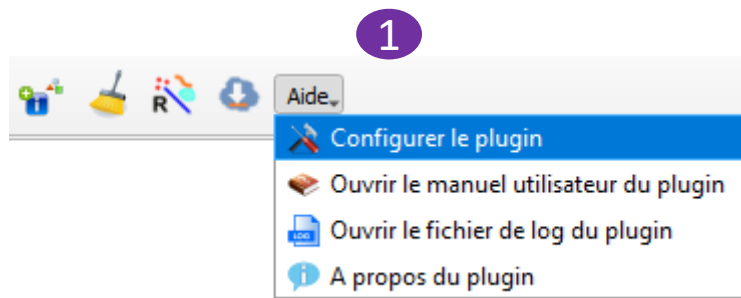 1
R
Aide
Configurer le plugin
Ouvrir le manuel utilisateur du plugin
LOG
Ouvrir le fichier de log du plugin
A propos du plugin